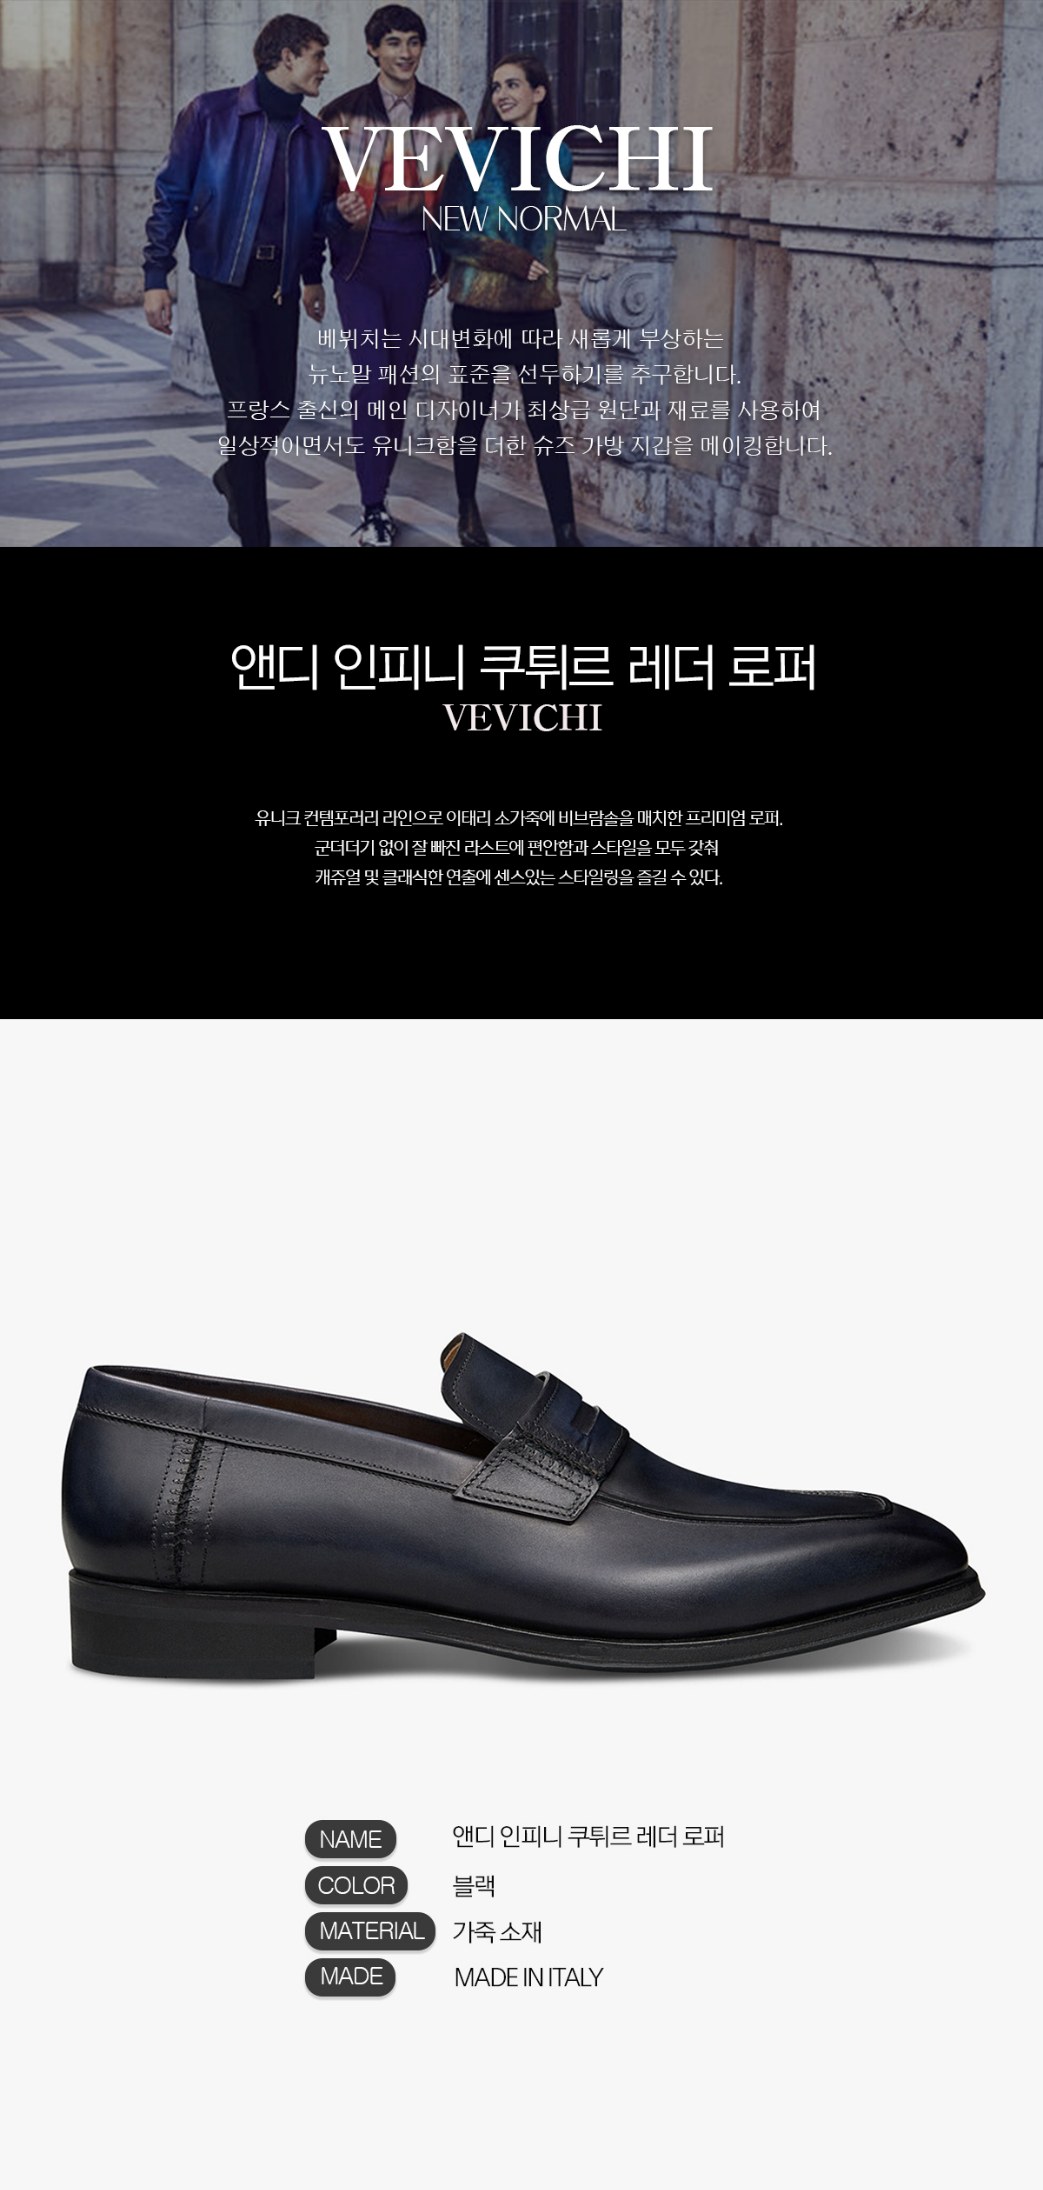 VEVICHI
NEW NORMAL
베뷔치는 시대변화에 따라 새롭게 부상하는
뉴노말 패션의 표준을 선두하기를 추구합니다.
프랑스 출신의 메인 디자이너가 최상급 원단과 재료를 사용하여
일상적이면서도 유니크함을 더한 슈즈 가방 지갑을 메이킹합니다.
앤디 인피니 쿠튀르 레더 로퍼
VEVICHI
유니크 컨템포러리 라인으로 이태리 소가죽에 비브람솔을 매치한 프리미엄 로퍼.
군더더기 없이 잘 빠진 라스트에 편안함과 스타일을 모두 갖춰
캐쥬얼 및 클래식한 연출에 센스있는 스타일링을 즐길 수 있다.
NAME 앤디 인피니 쿠튀르 레더 로퍼
COLOR 블랙
MATERIAL 가죽 소재
MADE MADE IN ITALY